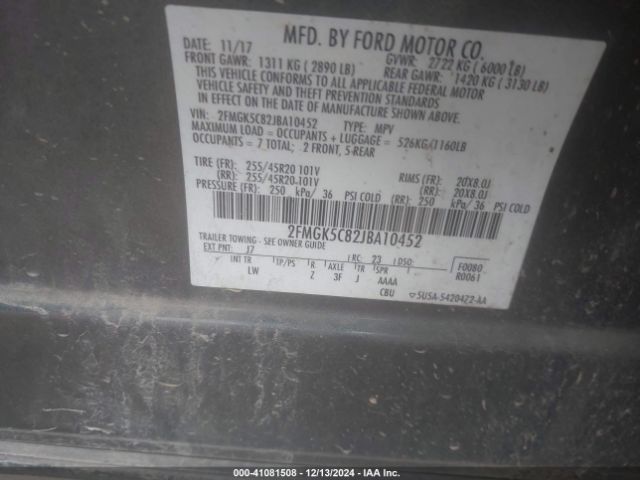 MFD. BY FORD MOTOR CO.
DATE: 11/17 GVWR: 2722 KG ( 6000 LB)
FRONT GAWR: 1311 KG ( 2890 LB) REAR GAWR: 1420 KG ( 3130 LB)
THIS VEHICLE CONFORMS TO ALL APPLICABLE FEDERAL MOTOR
VEHICLE SAFETY AND THEFT PREVENTION STANDARDS
IN EFFECT ON THE DATE OF MANUFACTURE SHOWN ABOVE.
VIN: 2FMGK5C82JBA10452 TYPE: MPV
MAXIMUM LOAD = OCCUPANTS + LUGGAGE = 526KG/1160LB
OCCUPANTS = 7 TOTAL; 2 FRONT, 5-REAR
TIRE (FR): 255/45R20 101V RIMS (FR): 20X8.0J
(RR): 255/45R20 101V (RR): 20X8.0J
PRESSURE (FR): 250 kPa/ 36 PSI COLD (RR): 250 kPa/ 36 PSI COLD
2FMGK5C82JBA10452
TRAILER TOWING - SEE OWNER GUIDE
EXT PNT: J7 RC: 23 DSO: F0080
INT TR TP/PS R AXLE TR SPR R0061
LW Z 3F J AAAA
CBU 5U5A-5420472-AA
000-41081508 - 12/13/2024 - IAA Inc.